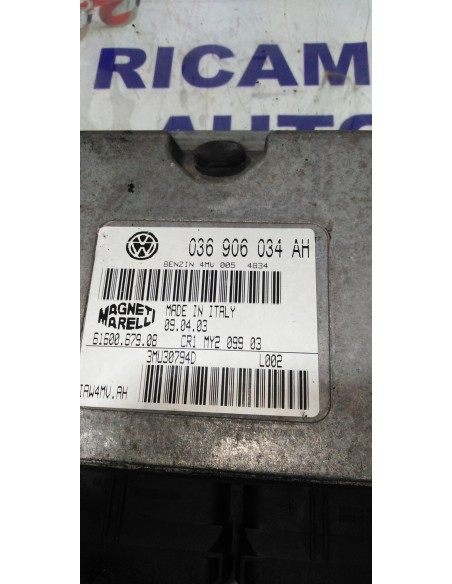 RICAM
AUTO
036 906 034 AH
BENZIN 4MV 005 4834
MAGNETI
MARELLI
MADE IN ITALY
09.04.03
61600.679.08 CR1 MY2 099 03
3MU30794D L002
IAW4MV.AH